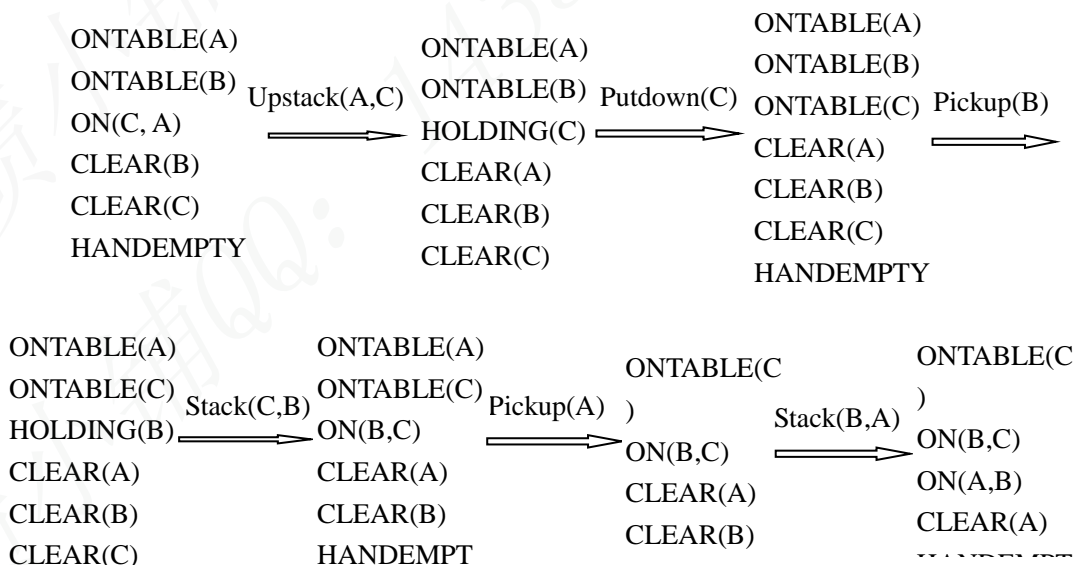 ONTABLE(A)
ONTABLE(B)
ON(C, A)
CLEAR(B)
CLEAR(C)
HANDEMPTY
Upstack(A,C)
ONTABLE(A)
ONTABLE(B)
HOLDING(C)
CLEAR(A)
CLEAR(B)
CLEAR(C)
Putdown(C)
ONTABLE(A)
ONTABLE(B)
ONTABLE(C)
CLEAR(A)
CLEAR(B)
CLEAR(C)
HANDEMPTY
Pickup(B)
ONTABLE(A)
ONTABLE(C)
HOLDING(B)
CLEAR(A)
CLEAR(B)
CLEAR(C)
Stack(C,B)
ONTABLE(A)
ONTABLE(C)
ON(B,C)
CLEAR(A)
CLEAR(B)
HANDEMPT
Pickup(A)
ONTABLE(C
)
ON(B,C)
CLEAR(A)
CLEAR(B)
Stack(B,A)
ONTABLE(C
)
ON(B,C)
ON(A,B)
CLEAR(A)